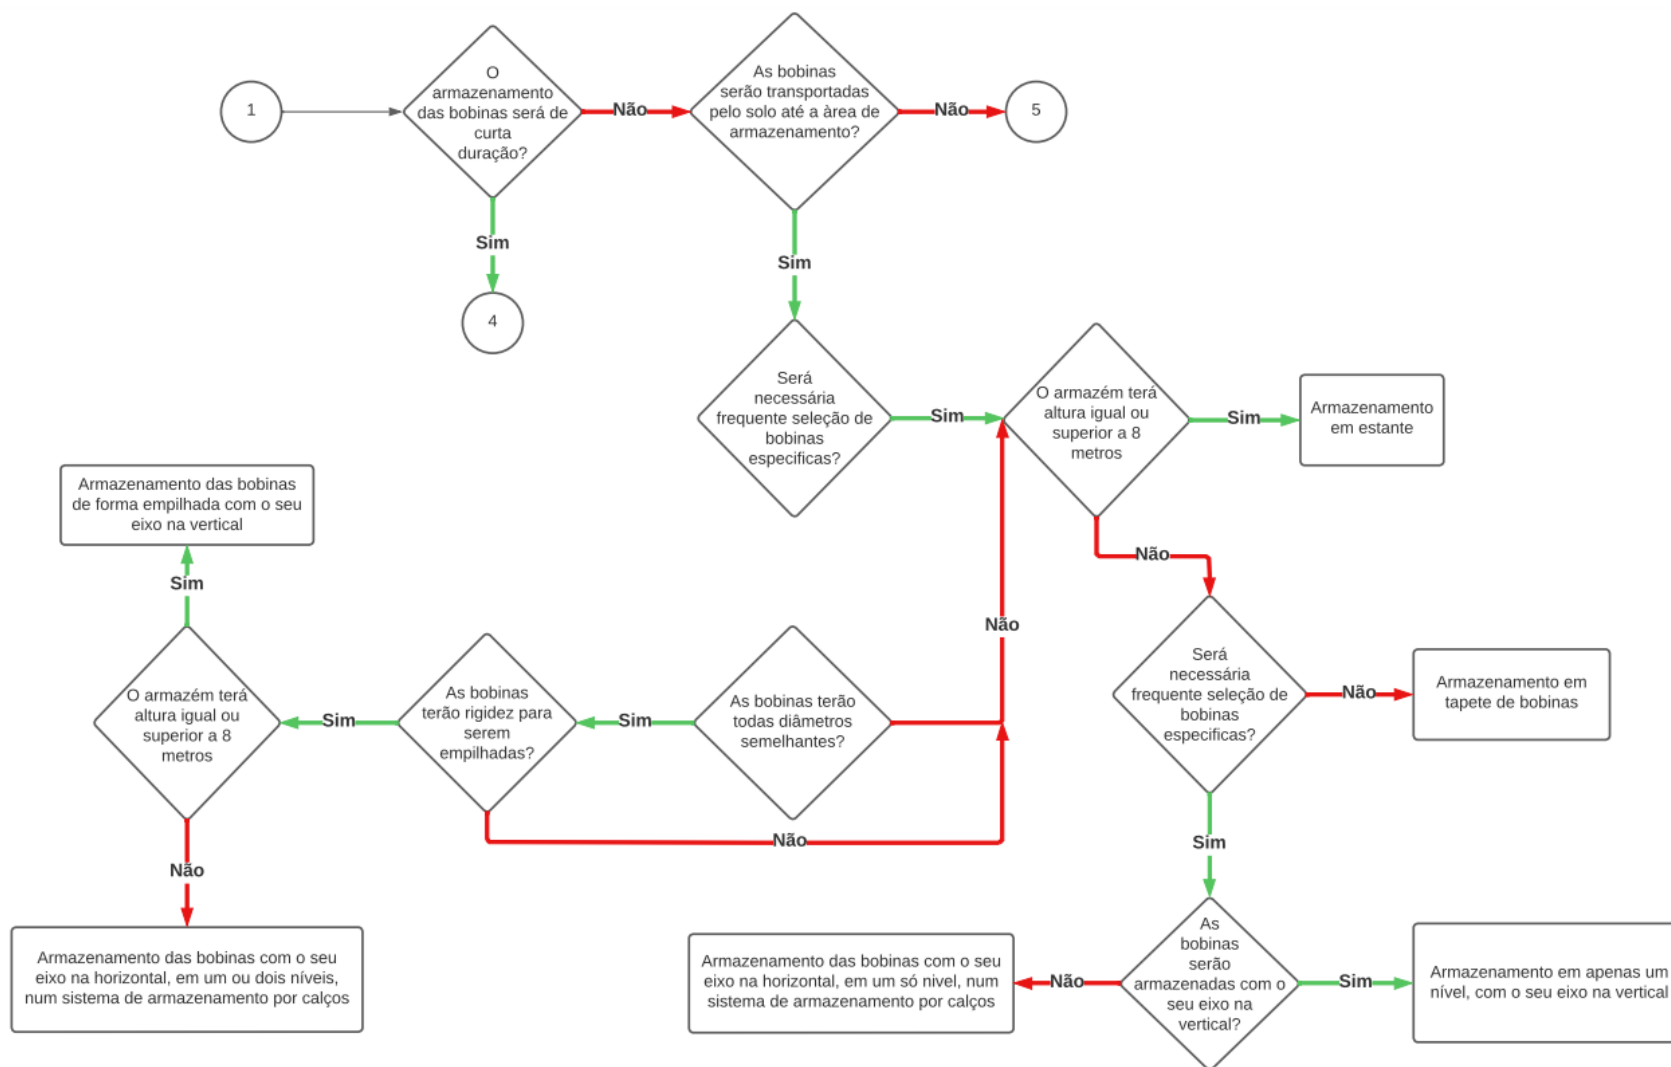 1
O
armazenamento
das bobinas será de
curta
duração?
Não
As bobinas
serão transportadas
pelo solo até a àrea de
armazenamento?
Não
5
Sim
4
Sim
Será
necessária
frequente seleção de
bobinas
especificas?
Sim
O armazém terá
altura igual ou
superior a 8
metros
Sim
Armazenamento
em estante
Não
Armazenamento das bobinas
de forma empilhada com o seu
eixo na vertical
Sim
O armazém terá
altura igual ou
superior a 8
metros
Sim
As bobinas
terão rigidez para
serem
empilhadas?
Sim
As bobinas terão
todas diâmetros
semelhantes?
Não
Não
Será
necessária
frequente seleção de
bobinas
especificas?
Não
Armazenamento em
tapete de bobinas
Sim
Não
Armazenamento das bobinas com o seu
eixo na horizontal, em um ou dois níveis,
num sistema de armazenamento por calços
Armazenamento das bobinas com o seu
eixo na horizontal, em um só nivel, num
sistema de armazenamento por calços
Não
As
bobinas
serão
armazenadas com o
seu eixo na
vertical?
Sim
Armazenamento em apenas um
nível, com o seu eixo na vertical